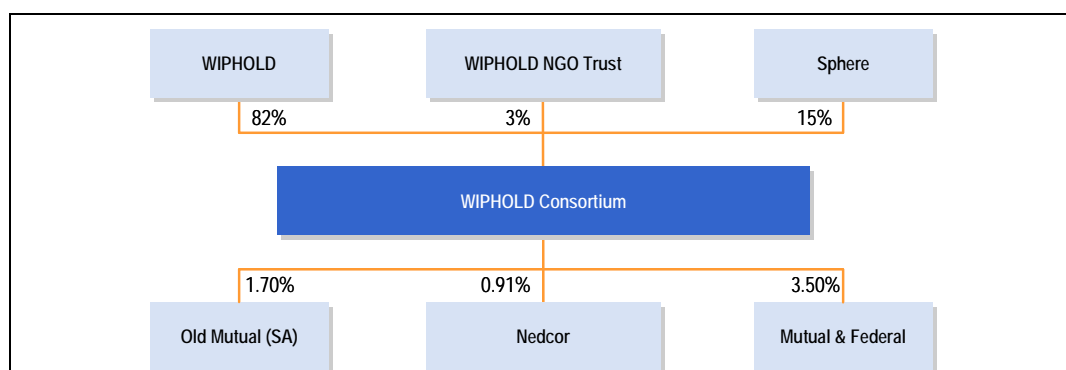 WIPHOLD
WIPHOLD NGO Trust
Sphere
82%
3%
15%
WIPHOLD Consortium
1.70%
0.91%
3.50%
Old Mutual (SA)
Nedcor
Mutual & Federal